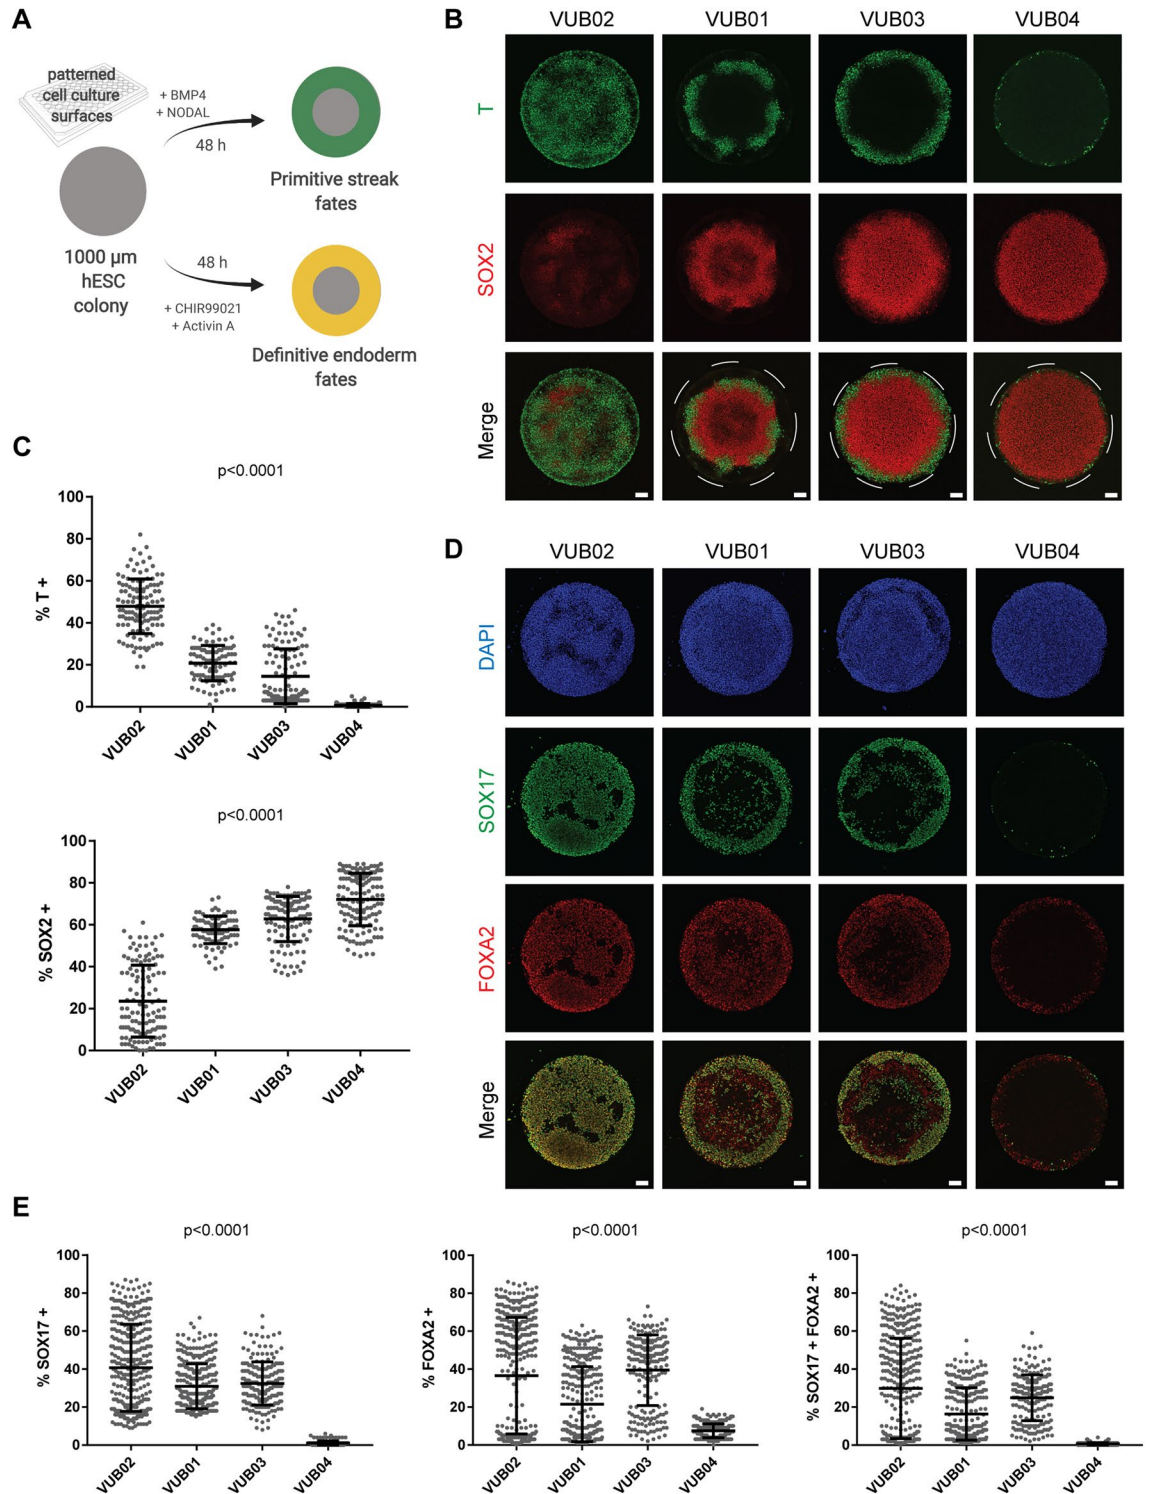 A
patterned
cell culture
surfaces
+ BMP4
+ NODAL
48 h
Primitive streak
fates
1000 µm
hESC
colony
48 h
+ CHIR99021
+ Activin A
Definitive endoderm
fates
B
VUB02 VUB01 VUB03 VUB04
T
SOX2
Merge
C
p<0.0001
% T +
100
80
60
40
20
0
VUB02 VUB01 VUB03 VUB04
p<0.0001
% SOX2 +
100
80
60
40
20
0
VUB02 VUB01 VUB03 VUB04
D
VUB02 VUB01 VUB03 VUB04
DAPI
SOX17
FOXA2
Merge
E
p<0.0001
% SOX17 +
100
80
60
40
20
0
VUB02 VUB01 VUB03 VUB04
p<0.0001
% FOXA2 +
100
80
60
40
20
0
VUB02 VUB01 VUB03 VUB04
p<0.0001
% SOX17 + FOXA2 +
100
80
60
40
20
0
VUB02 VUB01 VUB03 VUB04